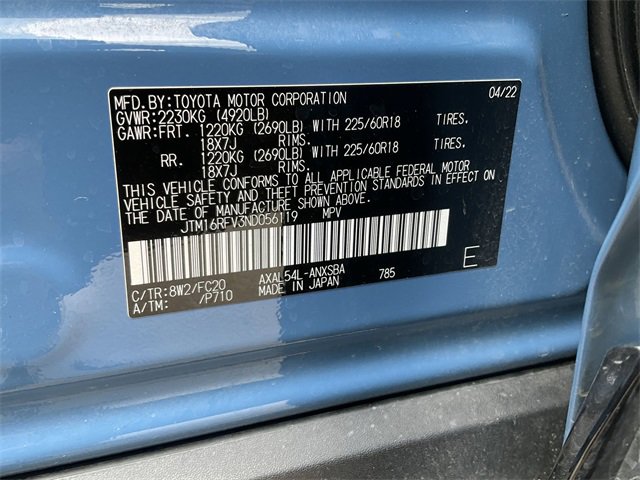 MFD.BY:TOYOTA MOTOR CORPORATION 04/22
GVWR:2230KG (4920LB)
GAWR:FRT. 1220KG (2690LB) WITH 225/60R18 TIRES.
18X7J RIMS.
RR. 1220KG (2690LB) WITH 225/60R18 TIRES.
18X7J RIMS.
THIS VEHICLE CONFORMS TO ALL APPLICABLE FEDERAL MOTOR
VEHICLE SAFETY AND THEFT PREVENTION STANDARDS IN EFFECT ON
THE DATE OF MANUFACTURE SHOWN ABOVE.
JTM16RFV3ND056119 MPV
C/TR:8W2/FC20 AXAL54L-ANXSBA 785
A/TM: /P710 MADE IN JAPAN E